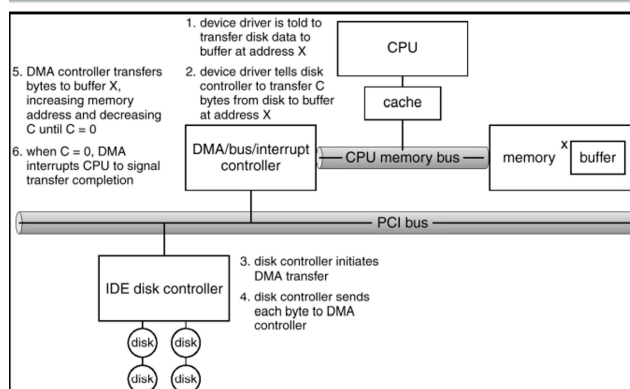 1. device driver is told to
transfer disk data to
buffer at address X
2. device driver tells disk
controller to transfer C
bytes from disk to buffer
at address X
5. DMA controller transfers
bytes to buffer X,
increasing memory
address and decreasing
C until C = 0
6. when C = 0, DMA
interrupts CPU to signal
transfer completion
CPU
cache
DMA/bus/interrupt
controller
CPU memory bus
memory
X
buffer
PCI bus
IDE disk controller
3. disk controller initiates
DMA transfer
4. disk controller sends
each byte to DMA
controller
disk
disk
disk
disk